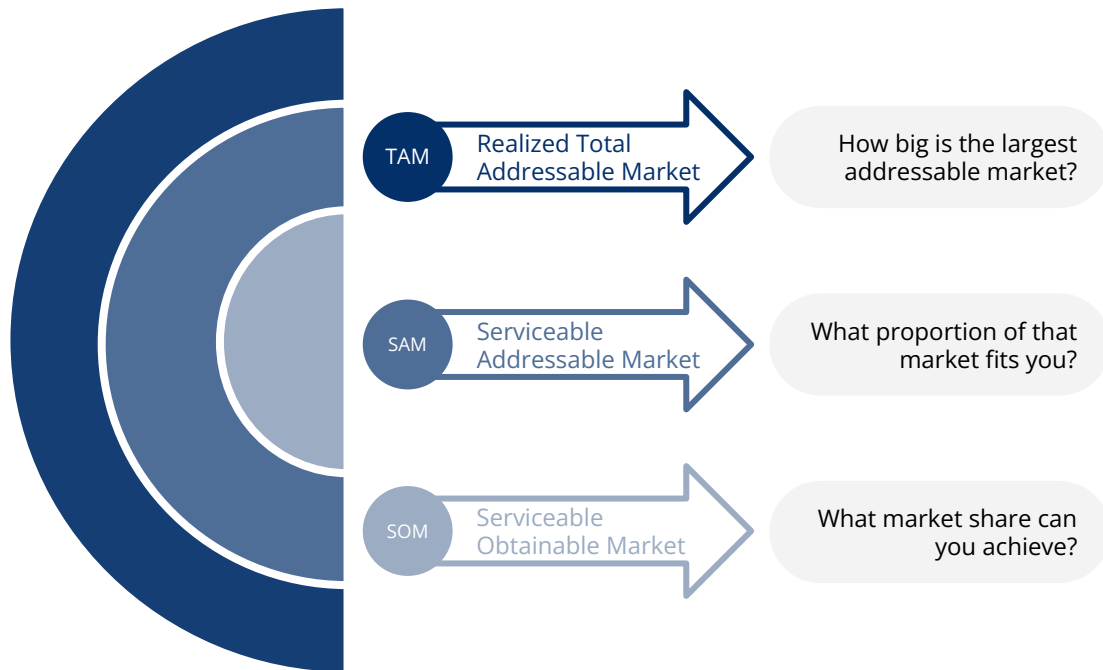 TAM
Realized Total
Addressable Market
How big is the largest
addressable market?
SAM
Serviceable
Addressable Market
What proportion of that
market fits you?
SOM
Serviceable
Obtainable Market
What market share can
you achieve?